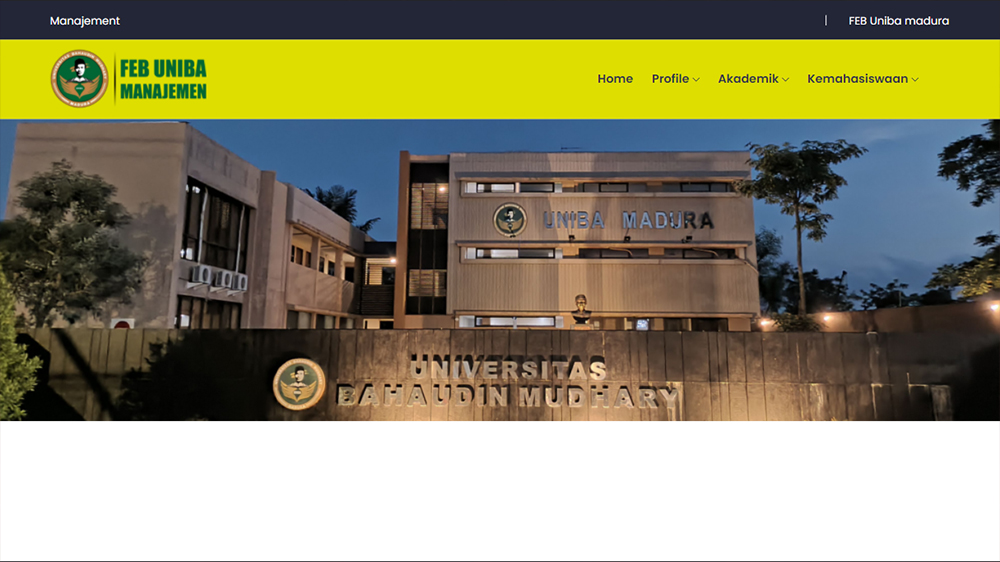 Manajement
FEB Uniba madura
FEB UNIBA
MANAJEMEN
Home
Profile
Akademik
Kemahasiswaan
UNIBA MADURA
UNIVERSITAS
BAHAUDIN MUDHARY